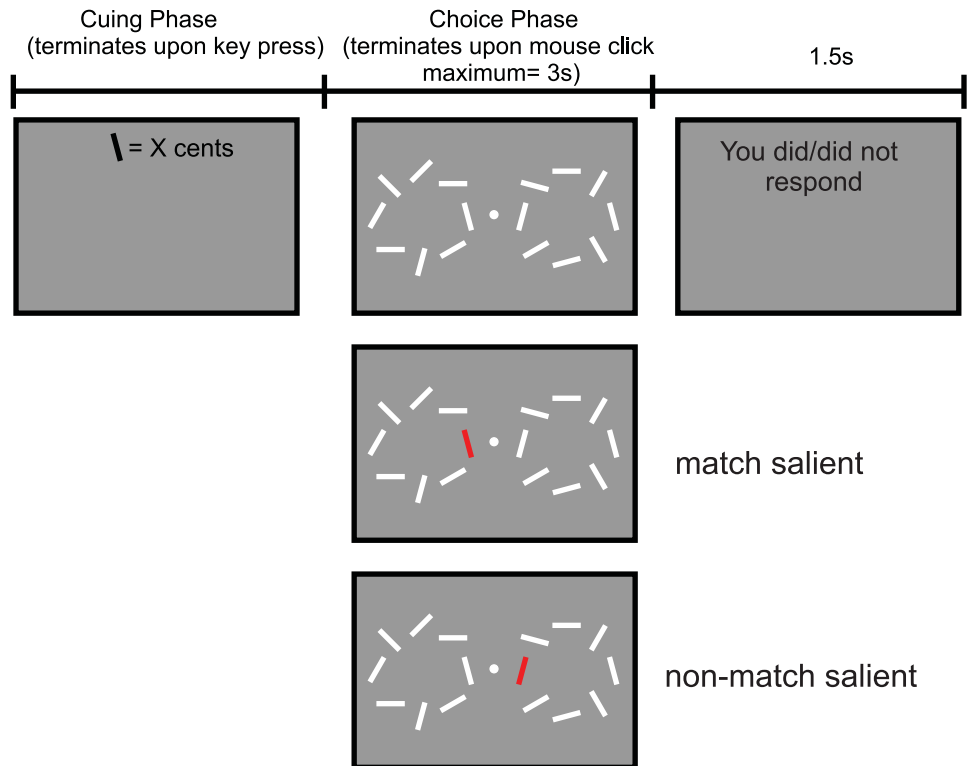 Cuing Phase
(terminates upon key press)
Choice Phase
(terminates upon mouse click
maximum= 3s)
1.5s
= X cents
You did/did not
respond
match salient
non-match salient